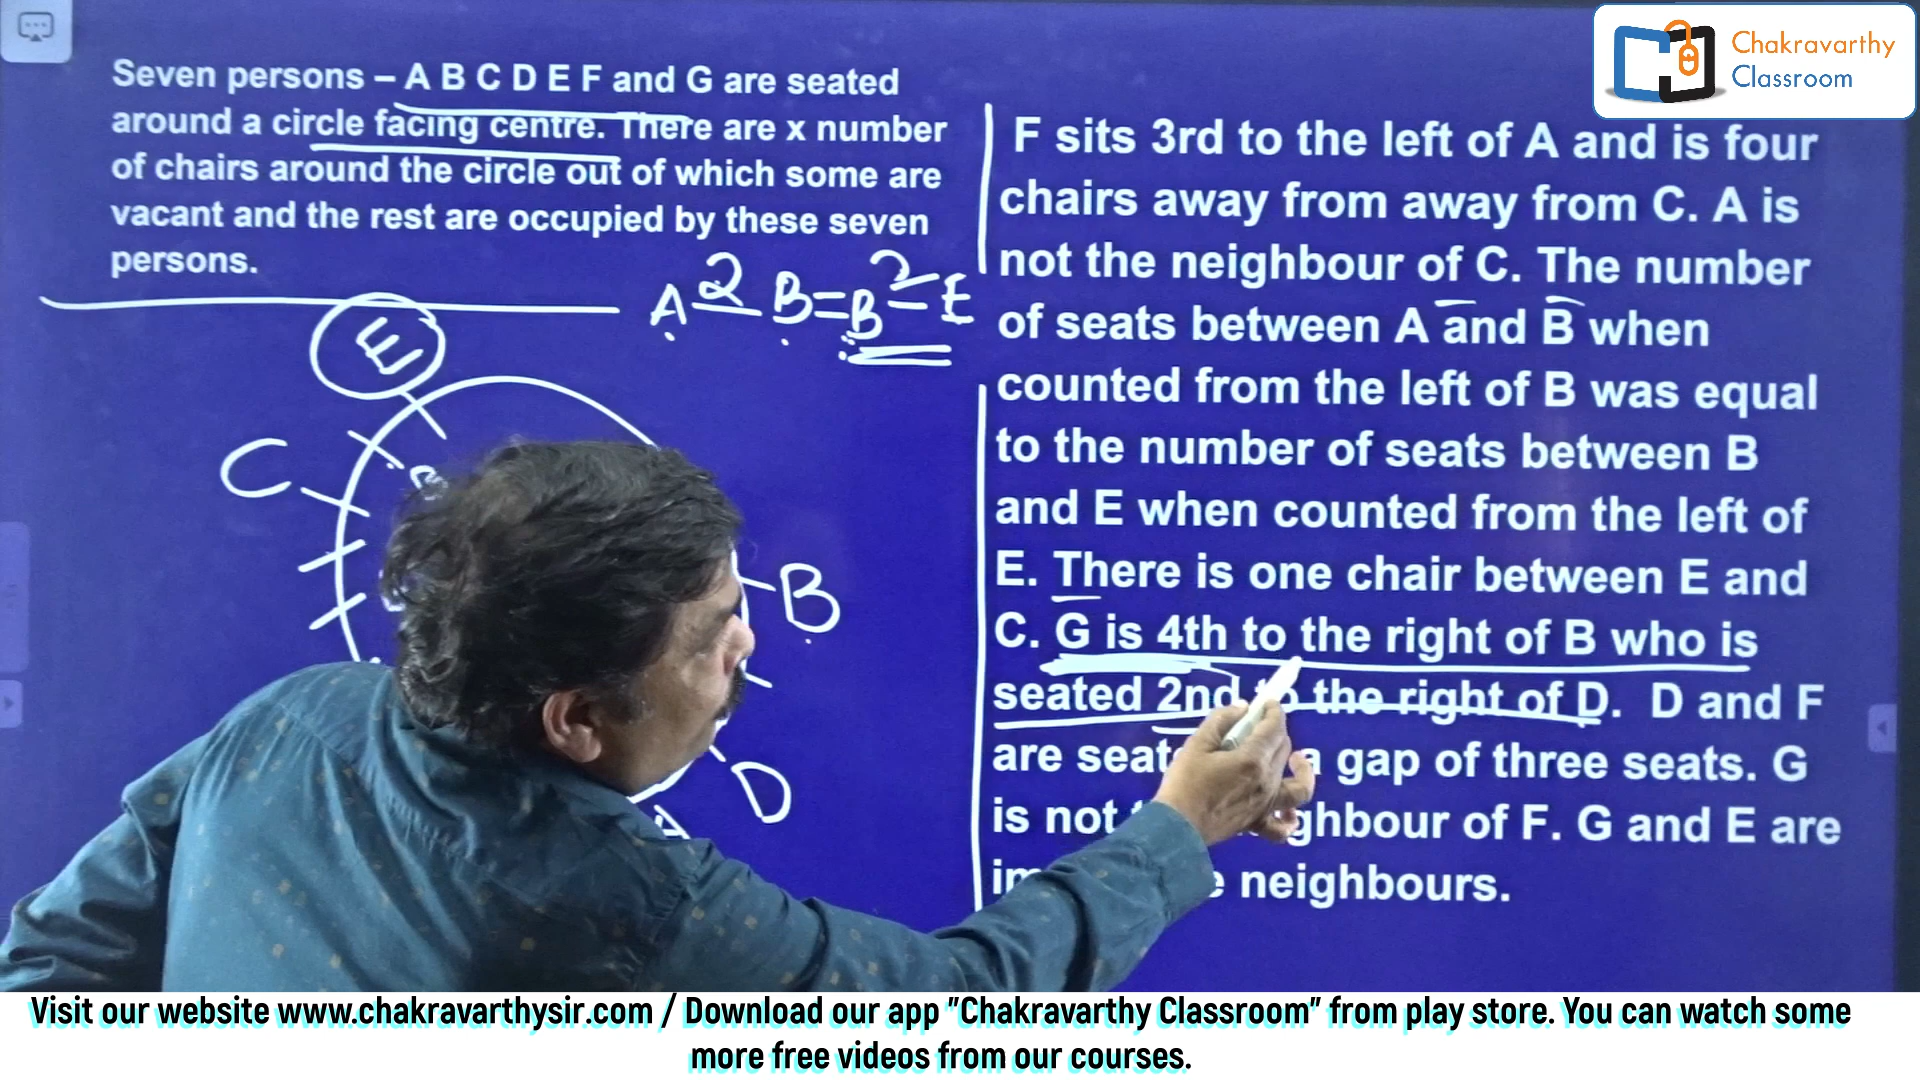 Chakravarthy
Classroom
Seven persons – A B C D E F and G are seated
around a circle facing centre. There are x number
of chairs around the circle out of which some are
vacant and the rest are occupied by these seven
persons.
A 2 B = B 2 E
E
C
B
D
A
F sits 3rd to the left of A and is four
chairs away from away from C. A is
not the neighbour of C. The number
of seats between A and B when
counted from the left of B was equal
to the number of seats between B
and E when counted from the left of
E. There is one chair between E and
C. G is 4th to the right of B who is
seated 2nd to the right of D. D and F
are a gap of three seats. G
is not of F. G and E are
neighbours.
Visit our website www.chakravarthysir.com / Download our app "Chakravarthy Classroom" from play store. You can watch some
more free videos from our courses.